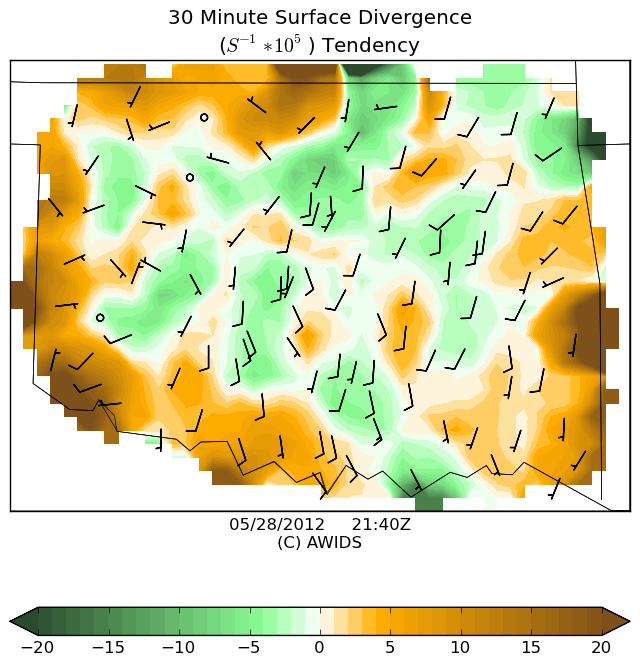 30 Minute Surface Divergence
(S⁻¹ * 10⁵ ) Tendency
05/28/2012 21:40Z
(C) AWIDS
−20 −15 −10 −5 0 5 10 15 20